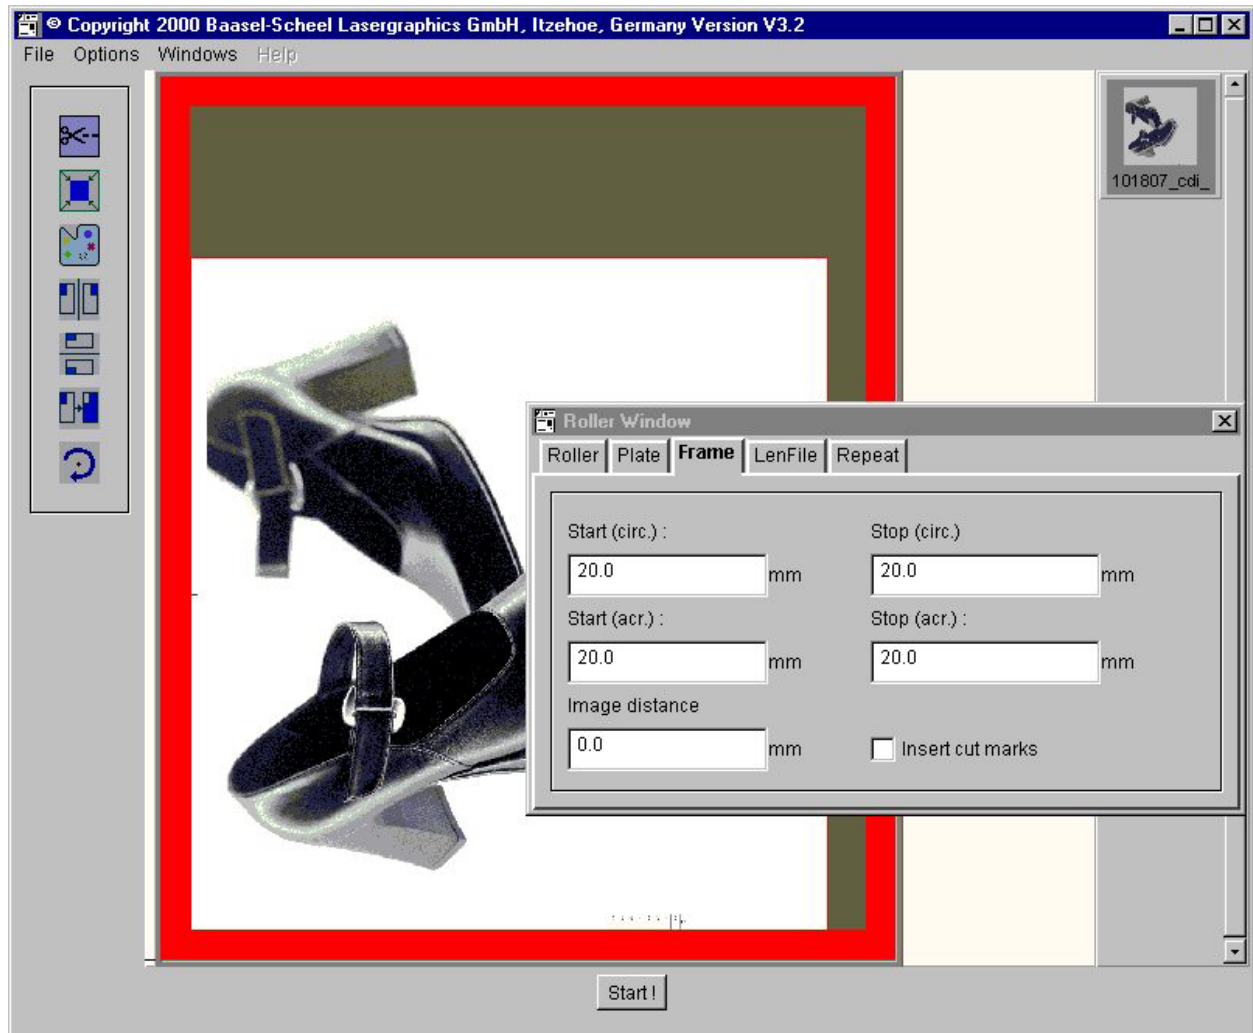 © Copyright 2000 Baasel-Scheel Lasergraphics GmbH, Itzehoe, Germany Version V3.2
File Options Windows Help
101807_cdi_
Roller Window
Roller Plate Frame LenFile Repeat
Start (circ.) : Stop (circ.)
20.0 mm 20.0 mm
Start (acr.) : Stop (acr.) :
20.0 mm 20.0 mm
Image distance
0.0 mm Insert cut marks
Start !